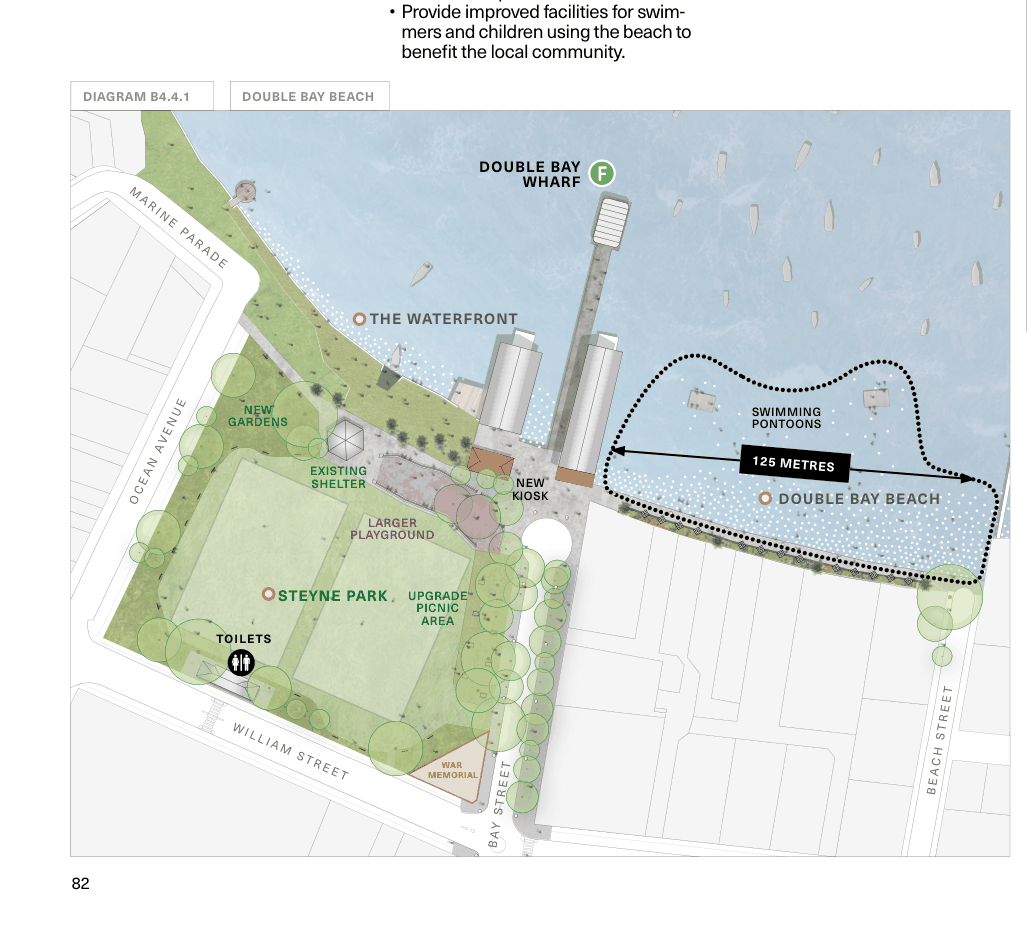 • Provide improved facilities for swim-
mers and children using the beach to
benefit the local community.
DIAGRAM B4.4.1
DOUBLE BAY BEACH
DOUBLE BAY
WHARF
F
MARINE PARADE
THE WATERFRONT
NEW
GARDENS
OCEAN AVENUE
SWIMMING
PONTOONS
125 METRES
EXISTING
SHELTER
NEW
KIOSK
DOUBLE BAY BEACH
LARGER
PLAYGROUND
STEYNE PARK
UPGRADE
PICNIC
AREA
TOILETS
WILLIAM STREET
WAR
MEMORIAL
BAY STREET
BEACH STREET
82